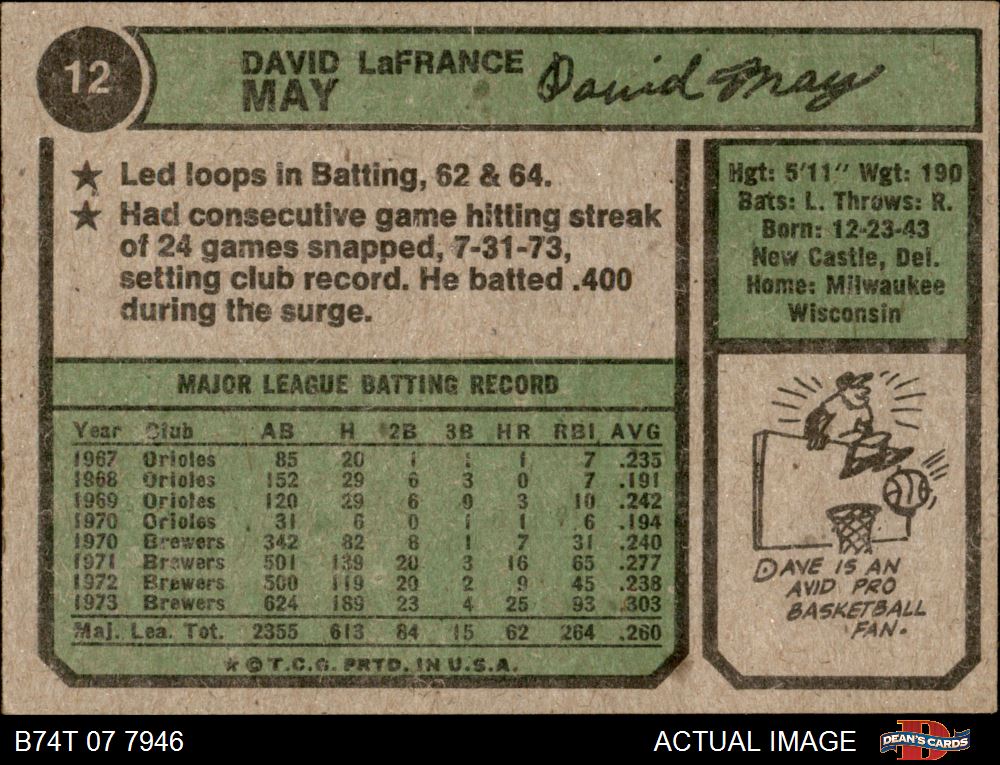 12
DAVID LaFRANCE
MAY
David May
★ Led loops in Batting, 62 & 64.
★ Had consecutive game hitting streak
of 24 games snapped, 7-31-73,
setting club record. He batted .400
during the surge.
Hgt: 5'11" Wgt: 190
Bats: L. Throws: R.
Born: 12-23-43
New Castle, Del.
Home: Milwaukee
Wisconsin
MAJOR LEAGUE BATTING RECORD
Year Club AB H 2B 3B HR RBI AVG
1967 Orioles 85 20 1 1 1 7 .235
1968 Orioles 152 29 6 3 0 7 .191
1969 Orioles 120 29 6 0 3 10 .242
1970 Orioles 31 6 0 1 1 6 .194
1970 Brewers 342 82 8 1 7 31 .240
1971 Brewers 501 139 20 3 16 65 .277
1972 Brewers 500 119 20 2 9 45 .238
1973 Brewers 624 189 23 4 25 93 .303
Maj. Lea. Tot. 2355 613 84 15 62 264 .260
★ © T.C.G. PRTD. IN U.S.A.
DAVE IS AN
AVID PRO
BASKETBALL
FAN.
B74T 07 7946
ACTUAL IMAGE
DEAN'S CARDS